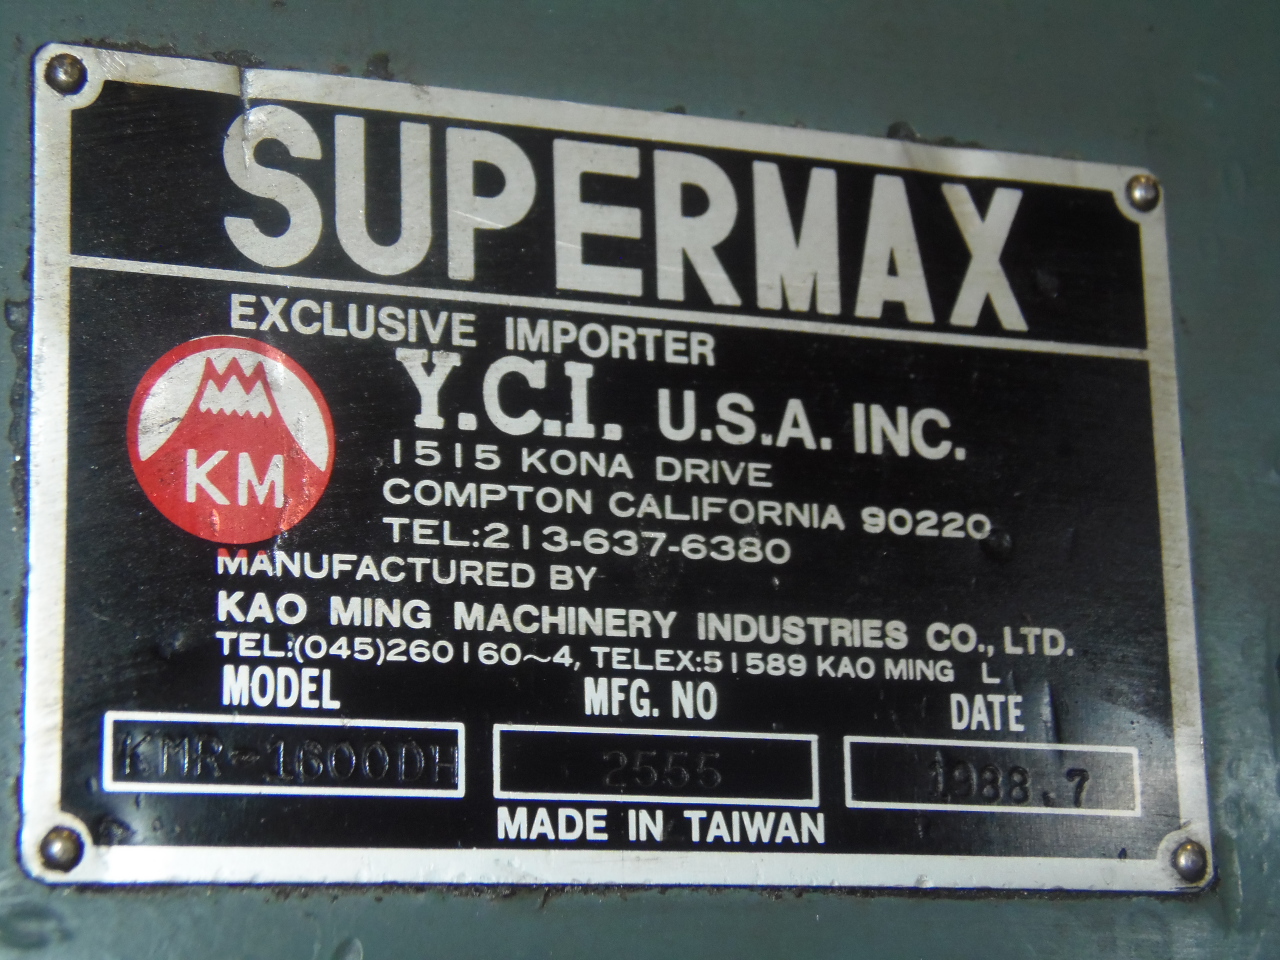 SUPERMAX
EXCLUSIVE IMPORTER
Y.C.I. U.S.A. INC.
KM
1515 KONA DRIVE
COMPTON CALIFORNIA 90220
TEL:213-637-6380
MANUFACTURED BY
KAO MING MACHINERY INDUSTRIES CO., LTD.
TEL:(045)260160~4, TELEX:51589 KAO MING L
MODEL MFG. NO DATE
KMR-1600DH 2555 1988.7
MADE IN TAIWAN